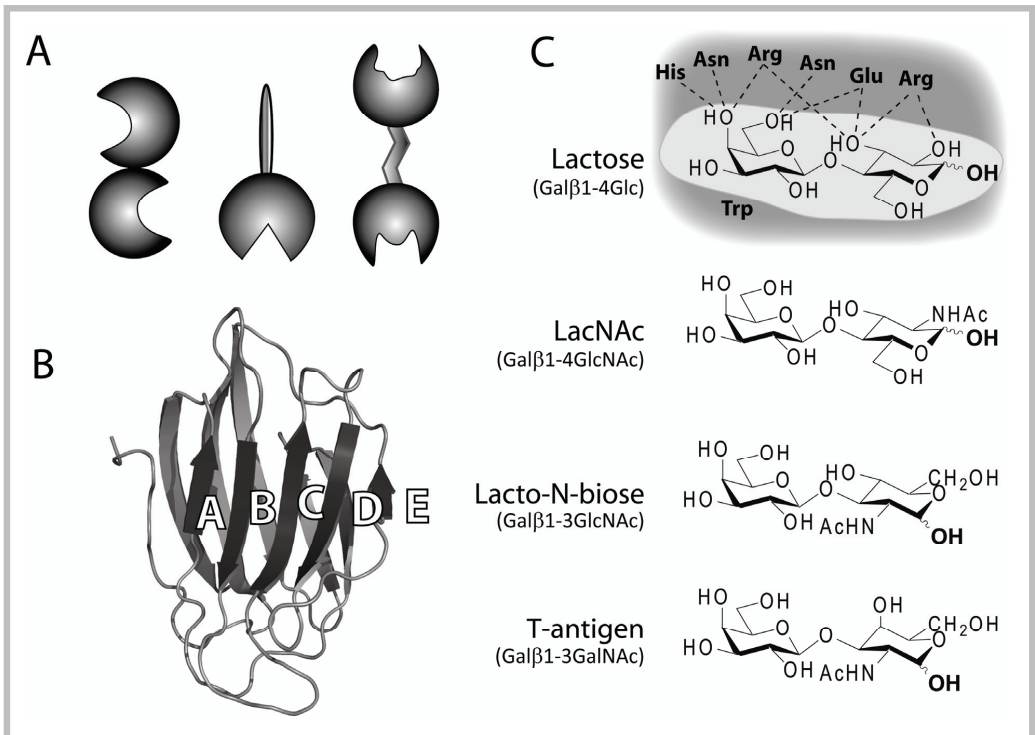 A
B
A B C D E
C
His Asn Arg Asn Glu Arg
HO OH HO OH
O O O
HO OH OH
OH
Trp
Lactose
(Galβ1-4Glc)
HO OH HO NHAc
O O O
HO OH OH
OH
LacNAc
(Galβ1-4GlcNAc)
HO OH HO CH2OH
O O O
HO OH AcHN OH
Lacto-N-biose
(Galβ1-3GlcNAc)
HO OH OH CH2OH
O O O
HO OH AcHN OH
T-antigen
(Galβ1-3GalNAc)